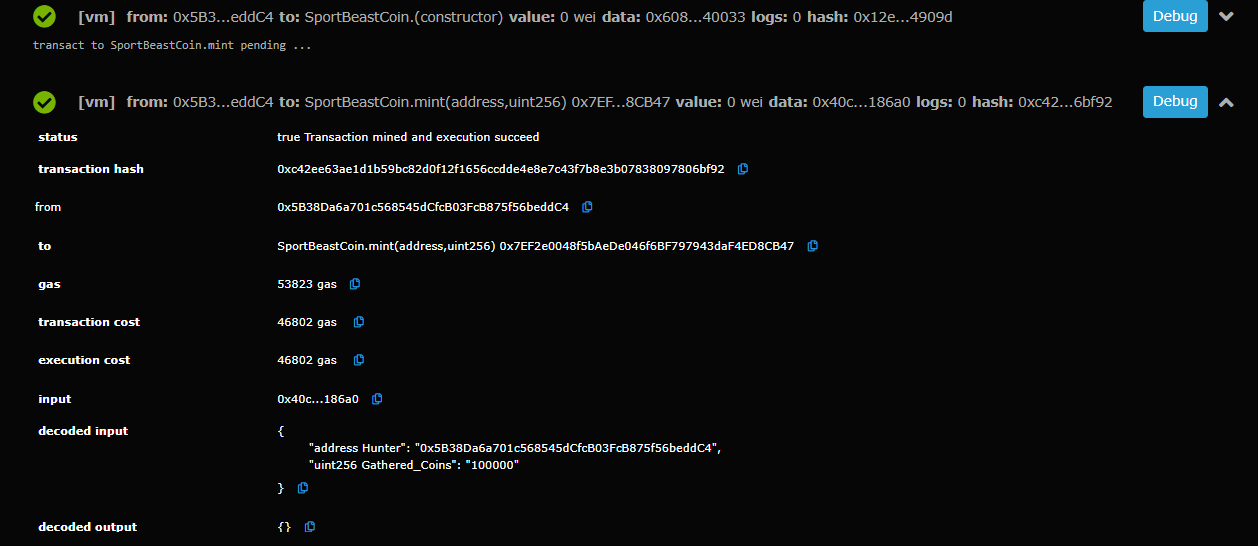 [vm] from: 0x5B3...eddC4 to: SportBeastCoin.(constructor) value: 0 wei data: 0x608...40033 logs: 0 hash: 0x12e...4909d Debug
transact to SportBeastCoin.mint pending ...
[vm] from: 0x5B3...eddC4 to: SportBeastCoin.mint(address,uint256) 0x7EF...8CB47 value: 0 wei data: 0x40c...186a0 logs: 0 hash: 0xc42...6bf92 Debug
status true Transaction mined and execution succeed
transaction hash 0xc42ee63ae1d1b59bc82d0f12f1656ccdde4e8e7c43f7b8e3b07838097806bf92
from 0x5B38Da6a701c568545dCfcB03FcB875f56beddC4
to SportBeastCoin.mint(address,uint256) 0x7EF2e0048f5bAeDe046f6BF797943daF4ED8CB47
gas 53823 gas
transaction cost 46802 gas
execution cost 46802 gas
input 0x40c...186a0
decoded input {
"address Hunter": "0x5B38Da6a701c568545dCfcB03FcB875f56beddC4",
"uint256 Gathered_Coins": "100000"
}
decoded output {}